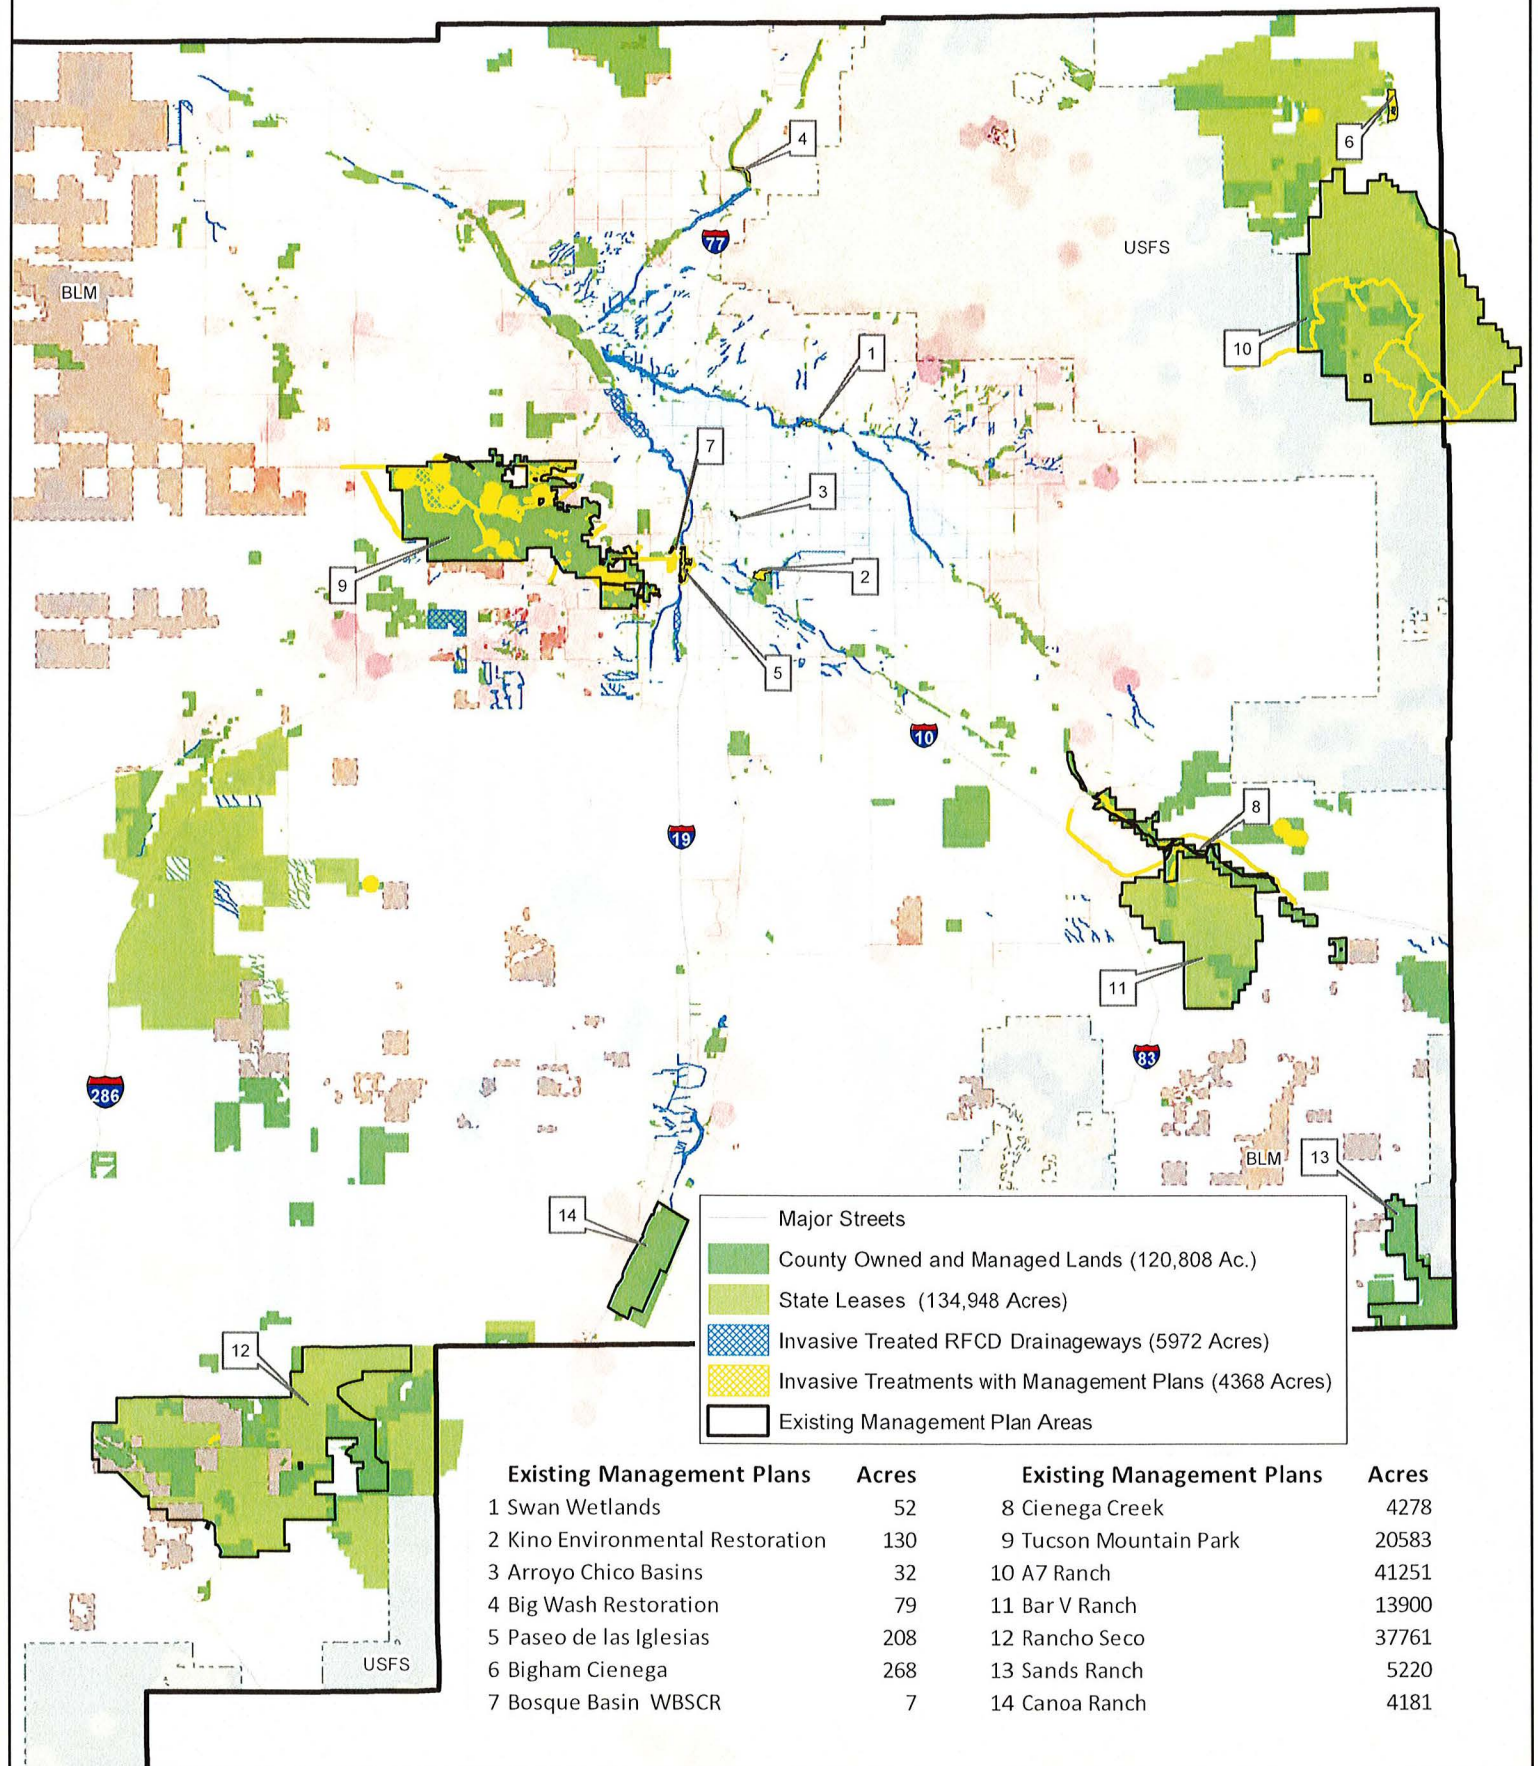 4
6
77
USFS
BLM
10
1
7
3
9
2
5
10
8
19
11
83
286
BLM
13
14
Major Streets
County Owned and Managed Lands (120,808 Ac.)
State Leases (134,948 Acres)
Invasive Treated RFCD Drainageways (5972 Acres)
Invasive Treatments with Management Plans (4368 Acres)
Existing Management Plan Areas
12
USFS
Existing Management Plans Acres
1 Swan Wetlands 52
2 Kino Environmental Restoration 130
3 Arroyo Chico Basins 32
4 Big Wash Restoration 79
5 Paseo de las Iglesias 208
6 Bigham Cienega 268
7 Bosque Basin WBSCR 7
Existing Management Plans Acres
8 Cienega Creek 4278
9 Tucson Mountain Park 20583
10 A7 Ranch 41251
11 Bar V Ranch 13900
12 Rancho Seco 37761
13 Sands Ranch 5220
14 Canoa Ranch 4181